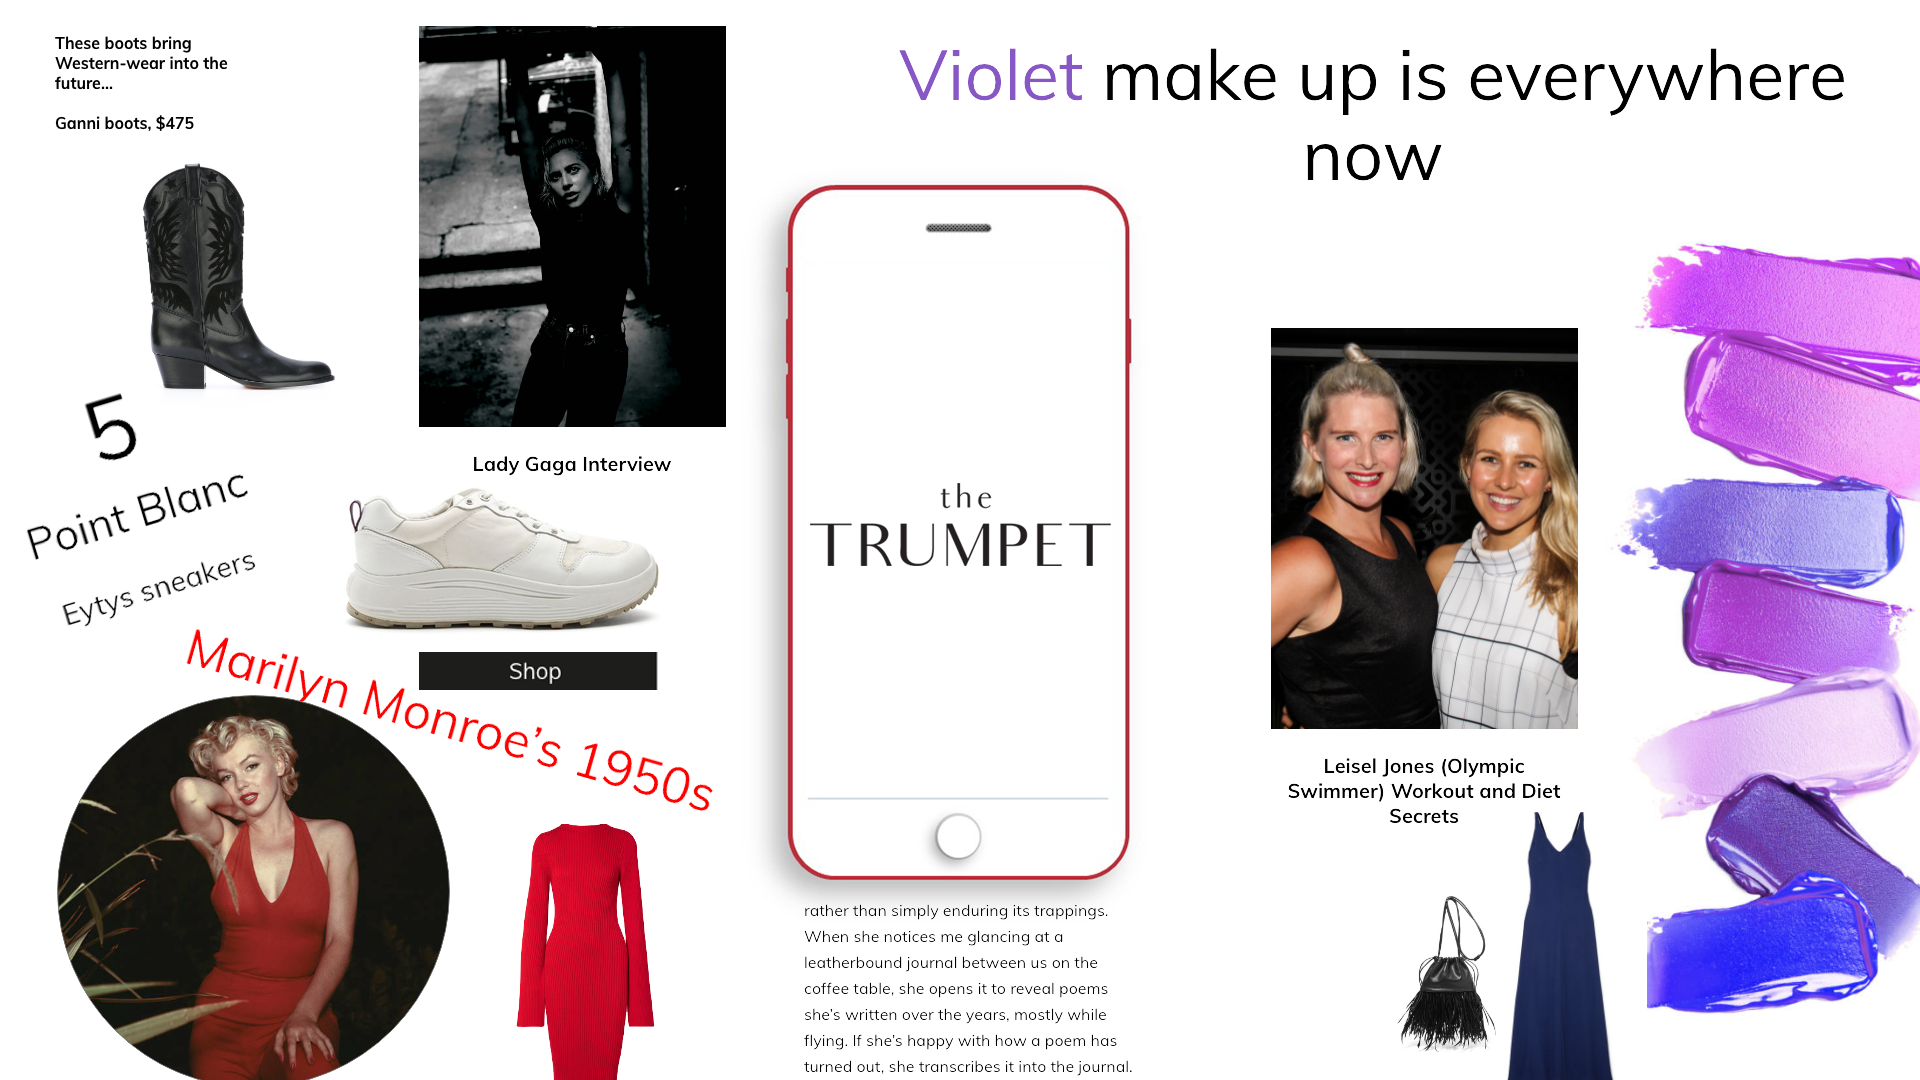 These boots bring
Western-wear into the
future...
Ganni boots, $475
Violet make up is everywhere
now
5
Point Blanc
Eytys sneakers
Lady Gaga Interview
Shop
Marilyn Monroe’s 1950s
the
TRUMPET
Leisel Jones (Olympic
Swimmer) Workout and Diet
Secrets
rather than simply enduring its trappings.
When she notices me glancing at a
leatherbound journal between us on the
coffee table, she opens it to reveal poems
she’s written over the years, mostly while
flying. If she’s happy with how a poem has
turned out, she transcribes it into the journal.